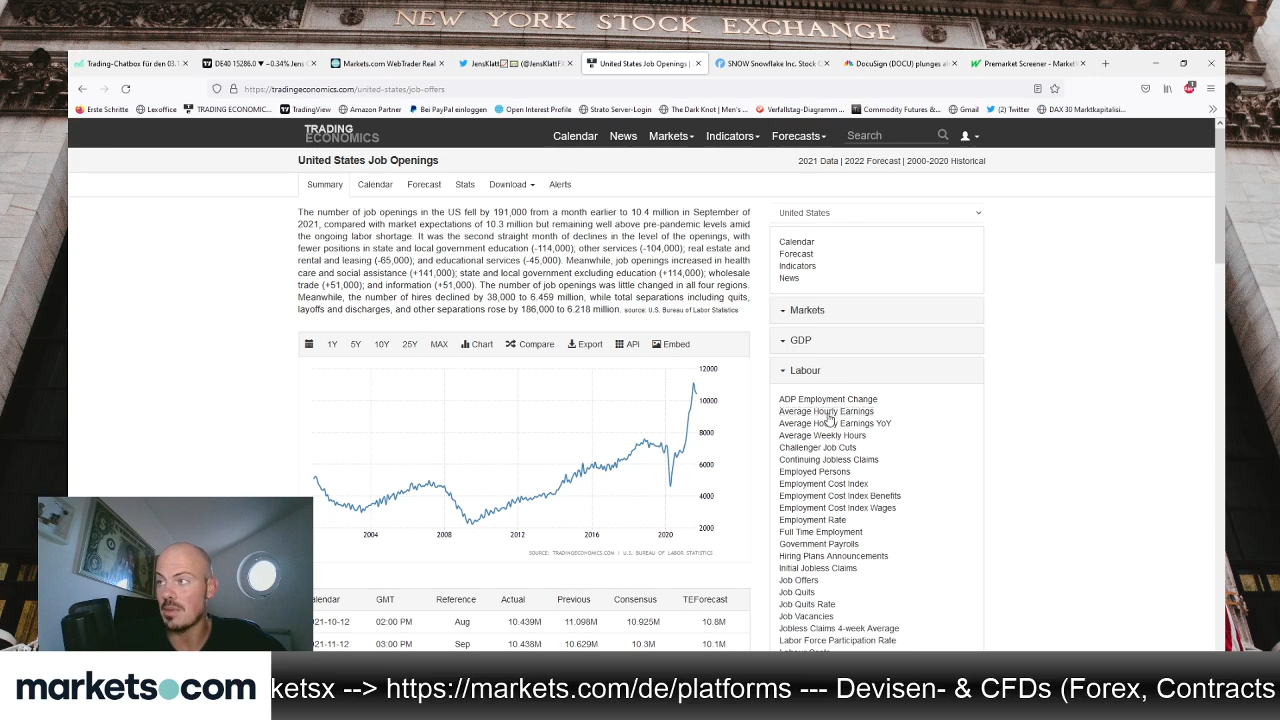 NEW YORK STOCK EXCHANGE
Trading-Chatbox für den 03.1
DE40 15286.0 ▼ −0.34% Jens C
Markets.com WebTrader Real
JensKlatt
(@JensKlattF
United States Job Openings |
SNOW Snowflake Inc. Stock C
DocuSign (DOCU) plunges a
Premarket Screener - Market
https://tradingeconomics.com/united-states/job-offers
Erste Schritte
Lexoffice
TRADING ECONOMIC...
TradingView
Amazon Partner
Bei PayPal einloggen
Open Interest Profile
Strato Server-Login
The Dark Knot | Men's ...
Verfallstag-Diagramm ...
Commodity Futures &...
Gmail
(2) Twitter
DAX 30 Marktkapitalisi...
TRADING
ECONOMICS
Calendar News Markets Indicators Forecasts Search
United States Job Openings
2021 Data | 2022 Forecast | 2000-2020 Historical
Summary Calendar Forecast Stats Download Alerts
The number of job openings in the US fell by 191,000 from a month earlier to 10.4 million in September of
2021, compared with market expectations of 10.3 million but remaining well above pre-pandemic levels amid
the ongoing labor shortage. It was the second straight month of declines in the level of the openings, with
fewer positions in state and local government education (-114,000); other services (-104,000); real estate and
rental and leasing (-65,000); and educational services (-45,000). Meanwhile, job openings increased in health
care and social assistance (+141,000); state and local government excluding education (+114,000); wholesale
trade (+51,000); and information (+51,000). The number of job openings was little changed in all four regions.
Meanwhile, the number of hires declined by 38,000 to 6.459 million, while total separations including quits,
layoffs and discharges, and other separations rose by 186,000 to 6.218 million. source: U.S. Bureau of Labor Statistics
1Y 5Y 10Y 25Y MAX Chart Compare Export API Embed
12000
10000
8000
6000
4000
2000
2004 2008 2012 2016 2020
SOURCE: TRADINGECONOMICS.COM | U.S. BUREAU OF LABOR STATISTICS
alendar GMT Reference Actual Previous Consensus TEForecast
021-10-12 02:00 PM Aug 10.439M 11.098M 10.925M 10.8M
021-11-12 03:00 PM Sep 10.438M 10.629M 10.3M 10.1M
United States
Calendar
Forecast
Indicators
News
Markets
GDP
Labour
ADP Employment Change
Average Hourly Earnings
Average Hourly Earnings YoY
Average Weekly Hours
Challenger Job Cuts
Continuing Jobless Claims
Employed Persons
Employment Cost Index
Employment Cost Index Benefits
Employment Cost Index Wages
Employment Rate
Full Time Employment
Government Payrolls
Hiring Plans Announcements
Initial Jobless Claims
Job Offers
Job Quits
Job Quits Rate
Job Vacancies
Jobless Claims 4-week Average
Labor Force Participation Rate
markets.com
ketsx --> https://markets.com/de/platforms --- Devisen- & CFDs (Forex, Contracts